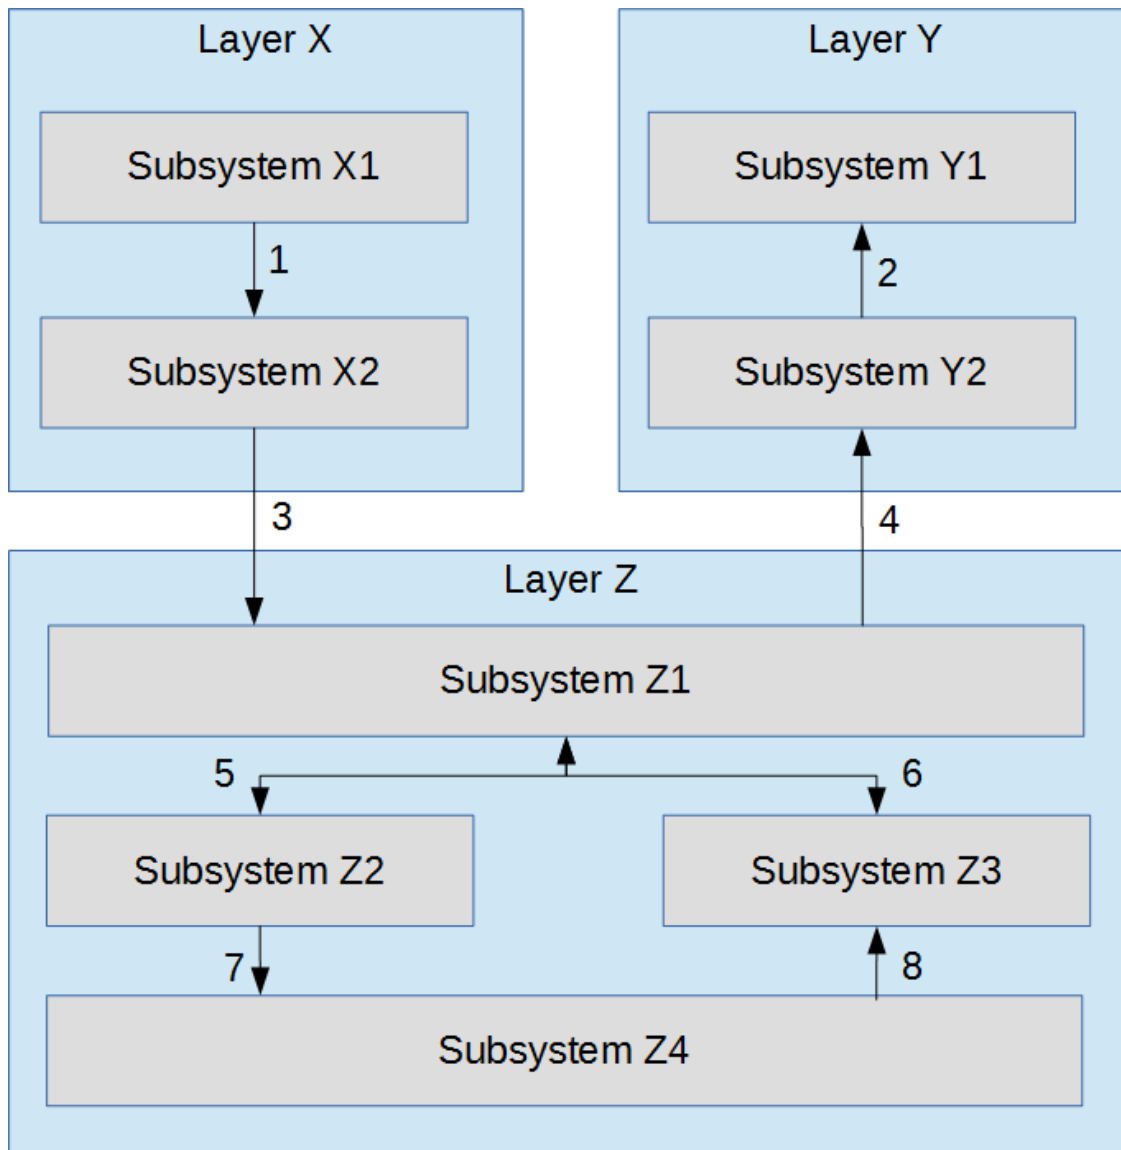 Layer X
Layer Y
Subsystem X1
Subsystem Y1
1
2
Subsystem X2
Subsystem Y2
3
4
Layer Z
Subsystem Z1
5
6
Subsystem Z2
Subsystem Z3
7
8
Subsystem Z4